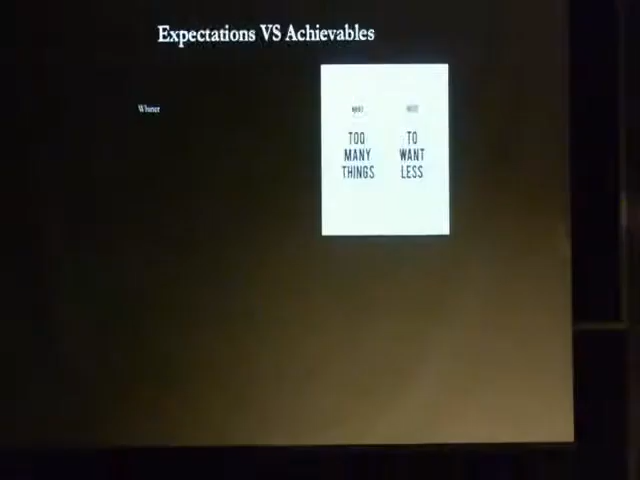 Expectations VS Achievables
TOO
MANY
THINGS
TO
WANT
LESS